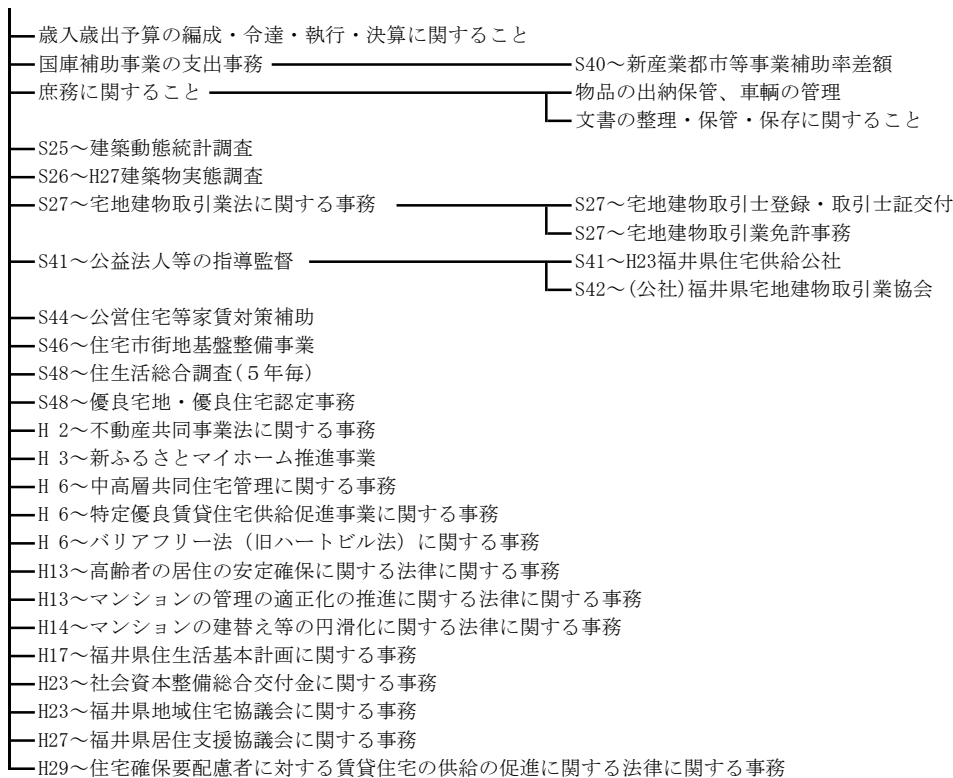 歳入歳出予算の編成・令達・執行・決算に関すること
国庫補助事業の支出事務 S40～新産業都市等事業補助率差額
庶務に関すること 物品の出納保管、車輌の管理
文書の整理・保管・保存に関すること
S25～建築動態統計調査
S26～H27建築物実態調査
S27～宅地建物取引業法に関する事務 S27～宅地建物取引士登録・取引士証交付
S27～宅地建物取引業免許事務
S41～公益法人等の指導監督 S41～H23福井県住宅供給公社
S42～(公社)福井県宅地建物取引業協会
S44～公営住宅等家賃対策補助
S46～住宅市街地基盤整備事業
S48～住生活総合調査(５年毎)
S48～優良宅地・優良住宅認定事務
H 2～不動産共同事業法に関する事務
H 3～新ふるさとマイホーム推進事業
H 6～中高層共同住宅管理に関する事務
H 6～特定優良賃貸住宅供給促進事業に関する事務
H 6～バリアフリー法（旧ハートビル法）に関する事務
H13～高齢者の居住の安定確保に関する法律に関する事務
H13～マンションの管理の適正化の推進に関する法律に関する事務
H14～マンションの建替え等の円滑化に関する法律に関する事務
H17～福井県住生活基本計画に関する事務
H23～社会資本整備総合交付金に関する事務
H23～福井県地域住宅協議会に関する事務
H27～福井県居住支援協議会に関する事務
H29～住宅確保要配慮者に対する賃貸住宅の供給の促進に関する法律に関する事務